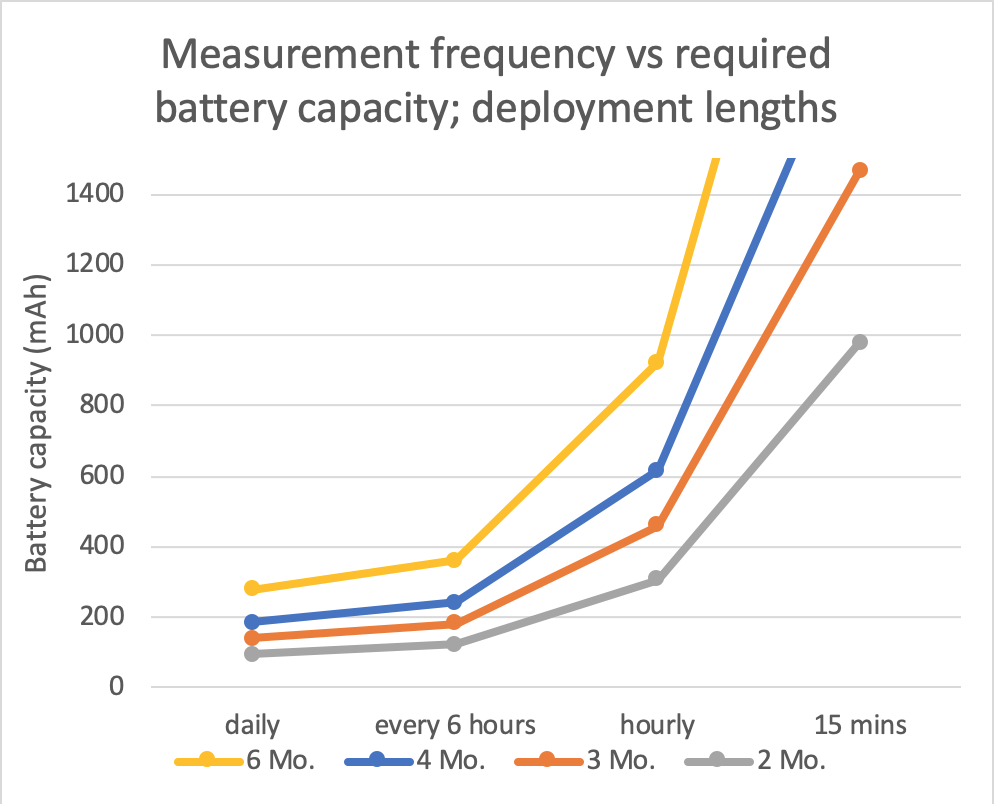 Measurement frequency vs required
battery capacity; deployment lengths
Battery capacity (mAh)
1400
1200
1000
800
600
400
200
0
daily every 6 hours hourly 15 mins
6 Mo. 4 Mo. 3 Mo. 2 Mo.